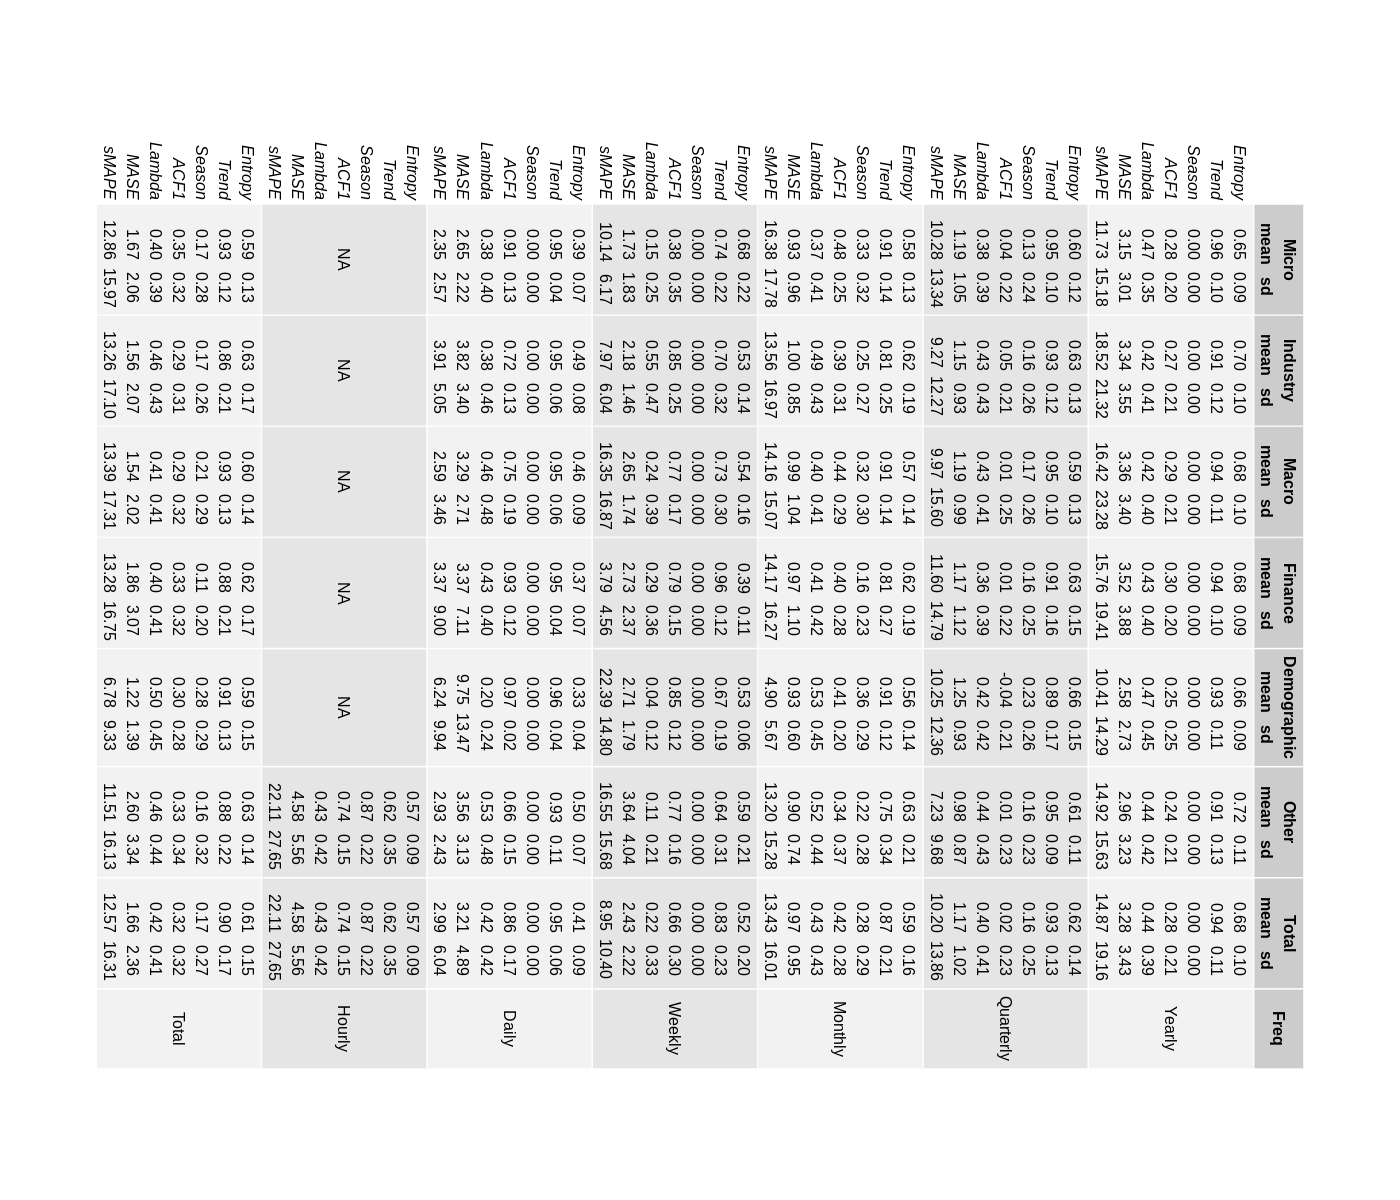 Micro Industry Macro Finance Demographic Other Total Freq
mean sd mean sd mean sd mean sd mean sd mean sd mean sd
Entropy 0.65 0.09 0.70 0.10 0.68 0.10 0.68 0.09 0.66 0.09 0.72 0.11 0.68 0.10
Trend 0.96 0.10 0.91 0.12 0.94 0.11 0.94 0.10 0.93 0.11 0.91 0.13 0.94 0.11
Season 0.00 0.00 0.00 0.00 0.00 0.00 0.00 0.00 0.00 0.00 0.00 0.00 0.00 0.00
ACF1 0.28 0.20 0.27 0.21 0.29 0.21 0.30 0.20 0.25 0.25 0.24 0.21 0.28 0.21 Yearly
Lambda 0.47 0.35 0.42 0.41 0.42 0.40 0.43 0.40 0.47 0.45 0.44 0.42 0.44 0.39
MASE 3.15 3.01 3.34 3.55 3.36 3.40 3.52 3.88 2.58 2.73 2.96 3.23 3.28 3.43
sMAPE 11.73 15.18 18.52 21.32 16.42 23.28 15.76 19.41 10.41 14.29 14.92 15.63 14.87 19.16
Entropy 0.60 0.12 0.63 0.13 0.59 0.13 0.63 0.15 0.66 0.15 0.61 0.11 0.62 0.14
Trend 0.95 0.10 0.93 0.12 0.95 0.10 0.91 0.16 0.89 0.17 0.95 0.09 0.93 0.13
Season 0.13 0.24 0.16 0.26 0.17 0.26 0.16 0.25 0.23 0.26 0.16 0.23 0.16 0.25
ACF1 0.04 0.22 0.05 0.21 0.01 0.25 0.01 0.22 -0.04 0.21 0.01 0.23 0.02 0.23 Quarterly
Lambda 0.38 0.39 0.43 0.43 0.43 0.41 0.36 0.39 0.42 0.42 0.44 0.43 0.40 0.41
MASE 1.19 1.05 1.15 0.93 1.19 0.99 1.17 1.12 1.25 0.93 0.98 0.87 1.17 1.02
sMAPE 10.28 13.34 9.27 12.27 9.97 15.60 11.60 14.79 10.25 12.36 7.23 9.68 10.20 13.86
Entropy 0.58 0.13 0.62 0.19 0.57 0.14 0.62 0.19 0.56 0.14 0.63 0.21 0.59 0.16
Trend 0.91 0.14 0.81 0.25 0.91 0.14 0.81 0.27 0.91 0.12 0.75 0.34 0.87 0.21
Season 0.33 0.32 0.25 0.27 0.32 0.30 0.16 0.23 0.36 0.29 0.22 0.28 0.28 0.29
ACF1 0.48 0.25 0.39 0.31 0.44 0.29 0.40 0.28 0.41 0.20 0.34 0.37 0.42 0.28 Monthly
Lambda 0.37 0.41 0.49 0.43 0.40 0.41 0.41 0.42 0.53 0.45 0.52 0.44 0.43 0.43
MASE 0.93 0.96 1.00 0.85 0.99 1.04 0.97 1.10 0.93 0.60 0.90 0.74 0.97 0.95
sMAPE 16.38 17.78 13.56 16.97 14.16 15.07 14.17 16.27 4.90 5.67 13.20 15.28 13.43 16.01
Entropy 0.68 0.22 0.53 0.14 0.54 0.16 0.39 0.11 0.53 0.06 0.59 0.21 0.52 0.20
Trend 0.74 0.22 0.70 0.32 0.73 0.30 0.96 0.12 0.67 0.19 0.64 0.31 0.83 0.23
Season 0.00 0.00 0.00 0.00 0.00 0.00 0.00 0.00 0.00 0.00 0.00 0.00 0.00 0.00
ACF1 0.38 0.35 0.85 0.25 0.77 0.17 0.79 0.15 0.85 0.12 0.77 0.16 0.66 0.30 Weekly
Lambda 0.15 0.25 0.55 0.47 0.24 0.39 0.29 0.36 0.04 0.12 0.11 0.21 0.22 0.33
MASE 1.73 1.83 2.18 1.46 2.65 1.74 2.73 2.37 2.71 1.79 3.64 4.04 2.43 2.22
sMAPE 10.14 6.17 7.97 6.04 16.35 16.87 3.79 4.56 22.39 14.80 16.55 15.68 8.95 10.40
Entropy 0.39 0.07 0.49 0.08 0.46 0.09 0.37 0.07 0.33 0.04 0.50 0.07 0.41 0.09
Trend 0.95 0.04 0.95 0.06 0.95 0.06 0.95 0.04 0.96 0.04 0.93 0.11 0.95 0.06
Season 0.00 0.00 0.00 0.00 0.00 0.00 0.00 0.00 0.00 0.00 0.00 0.00 0.00 0.00
ACF1 0.91 0.13 0.72 0.13 0.75 0.19 0.93 0.12 0.97 0.02 0.66 0.15 0.86 0.17 Daily
Lambda 0.38 0.40 0.38 0.46 0.46 0.48 0.43 0.40 0.20 0.24 0.53 0.48 0.42 0.42
MASE 2.65 2.22 3.82 3.40 3.29 2.71 3.37 7.11 9.75 13.47 3.56 3.13 3.21 4.89
sMAPE 2.35 2.57 3.91 5.05 2.59 3.46 3.37 9.00 6.24 9.94 2.93 2.43 2.99 6.04
Entropy 0.57 0.09 0.57 0.09
Trend 0.62 0.35 0.62 0.35
Season 0.87 0.22 0.87 0.22
ACF1 NA NA NA NA NA 0.74 0.15 0.74 0.15 Hourly
Lambda 0.43 0.42 0.43 0.42
MASE 4.58 5.56 4.58 5.56
sMAPE 22.11 27.65 22.11 27.65
Entropy 0.59 0.13 0.63 0.17 0.60 0.14 0.62 0.17 0.59 0.15 0.63 0.14 0.61 0.15
Trend 0.93 0.12 0.86 0.21 0.93 0.13 0.88 0.21 0.91 0.13 0.88 0.22 0.90 0.17
Season 0.17 0.28 0.17 0.26 0.21 0.29 0.11 0.20 0.28 0.29 0.16 0.32 0.17 0.27
ACF1 0.35 0.32 0.29 0.31 0.29 0.32 0.33 0.32 0.30 0.28 0.33 0.34 0.32 0.32 Total
Lambda 0.40 0.39 0.46 0.43 0.41 0.41 0.40 0.41 0.50 0.45 0.46 0.44 0.42 0.41
MASE 1.67 2.06 1.56 2.07 1.54 2.02 1.86 3.07 1.22 1.39 2.60 3.34 1.66 2.36
sMAPE 12.86 15.97 13.26 17.10 13.39 17.31 13.28 16.75 6.78 9.33 11.51 16.13 12.57 16.31